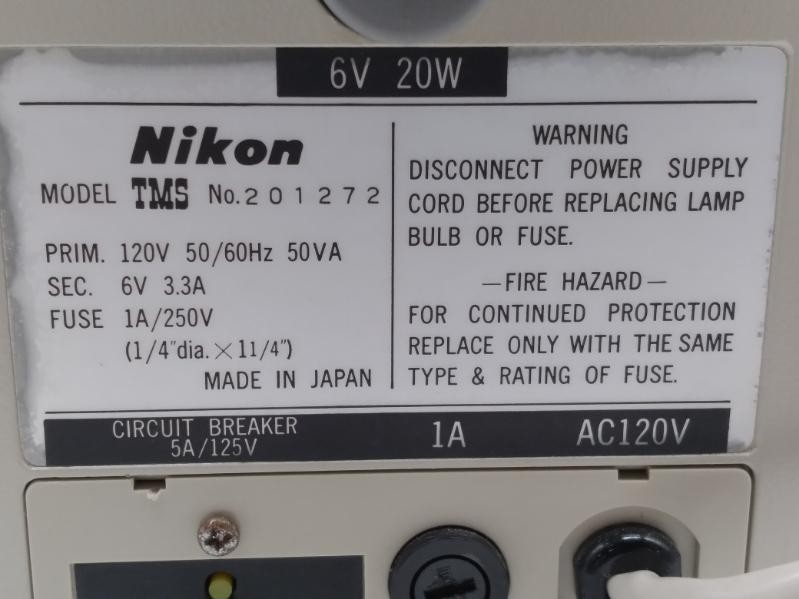 6V 20W
Nikon
MODEL TMS No. 201272
PRIM. 120V 50/60Hz 50VA
SEC. 6V 3.3A
FUSE 1A/250V
(1/4"dia.×11/4")
MADE IN JAPAN
WARNING
DISCONNECT POWER SUPPLY
CORD BEFORE REPLACING LAMP
BULB OR FUSE.
—FIRE HAZARD—
FOR CONTINUED PROTECTION
REPLACE ONLY WITH THE SAME
TYPE & RATING OF FUSE.
CIRCUIT BREAKER
5A/125V
1A
AC120V